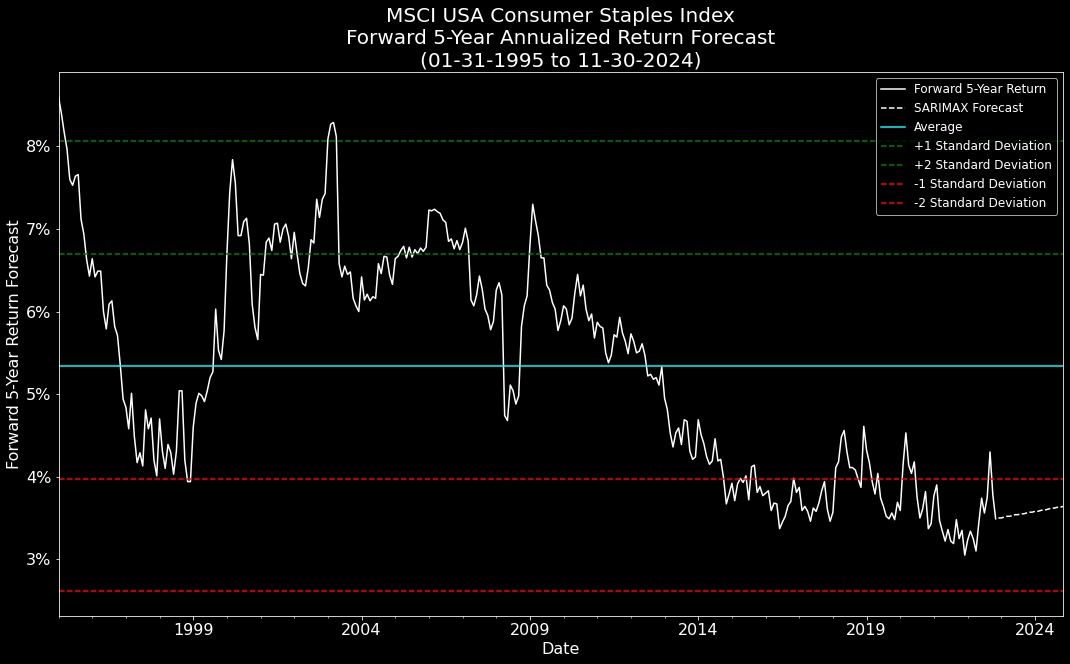 MSCI USA Consumer Staples Index
Forward 5-Year Annualized Return Forecast
(01-31-1995 to 11-30-2024)
Forward 5-Year Return
SARIMAX Forecast
Average
+1 Standard Deviation
+2 Standard Deviation
-1 Standard Deviation
-2 Standard Deviation
Forward 5-Year Return Forecast
8%
7%
6%
5%
4%
3%
1999 2004 2009 2014 2019 2024
Date